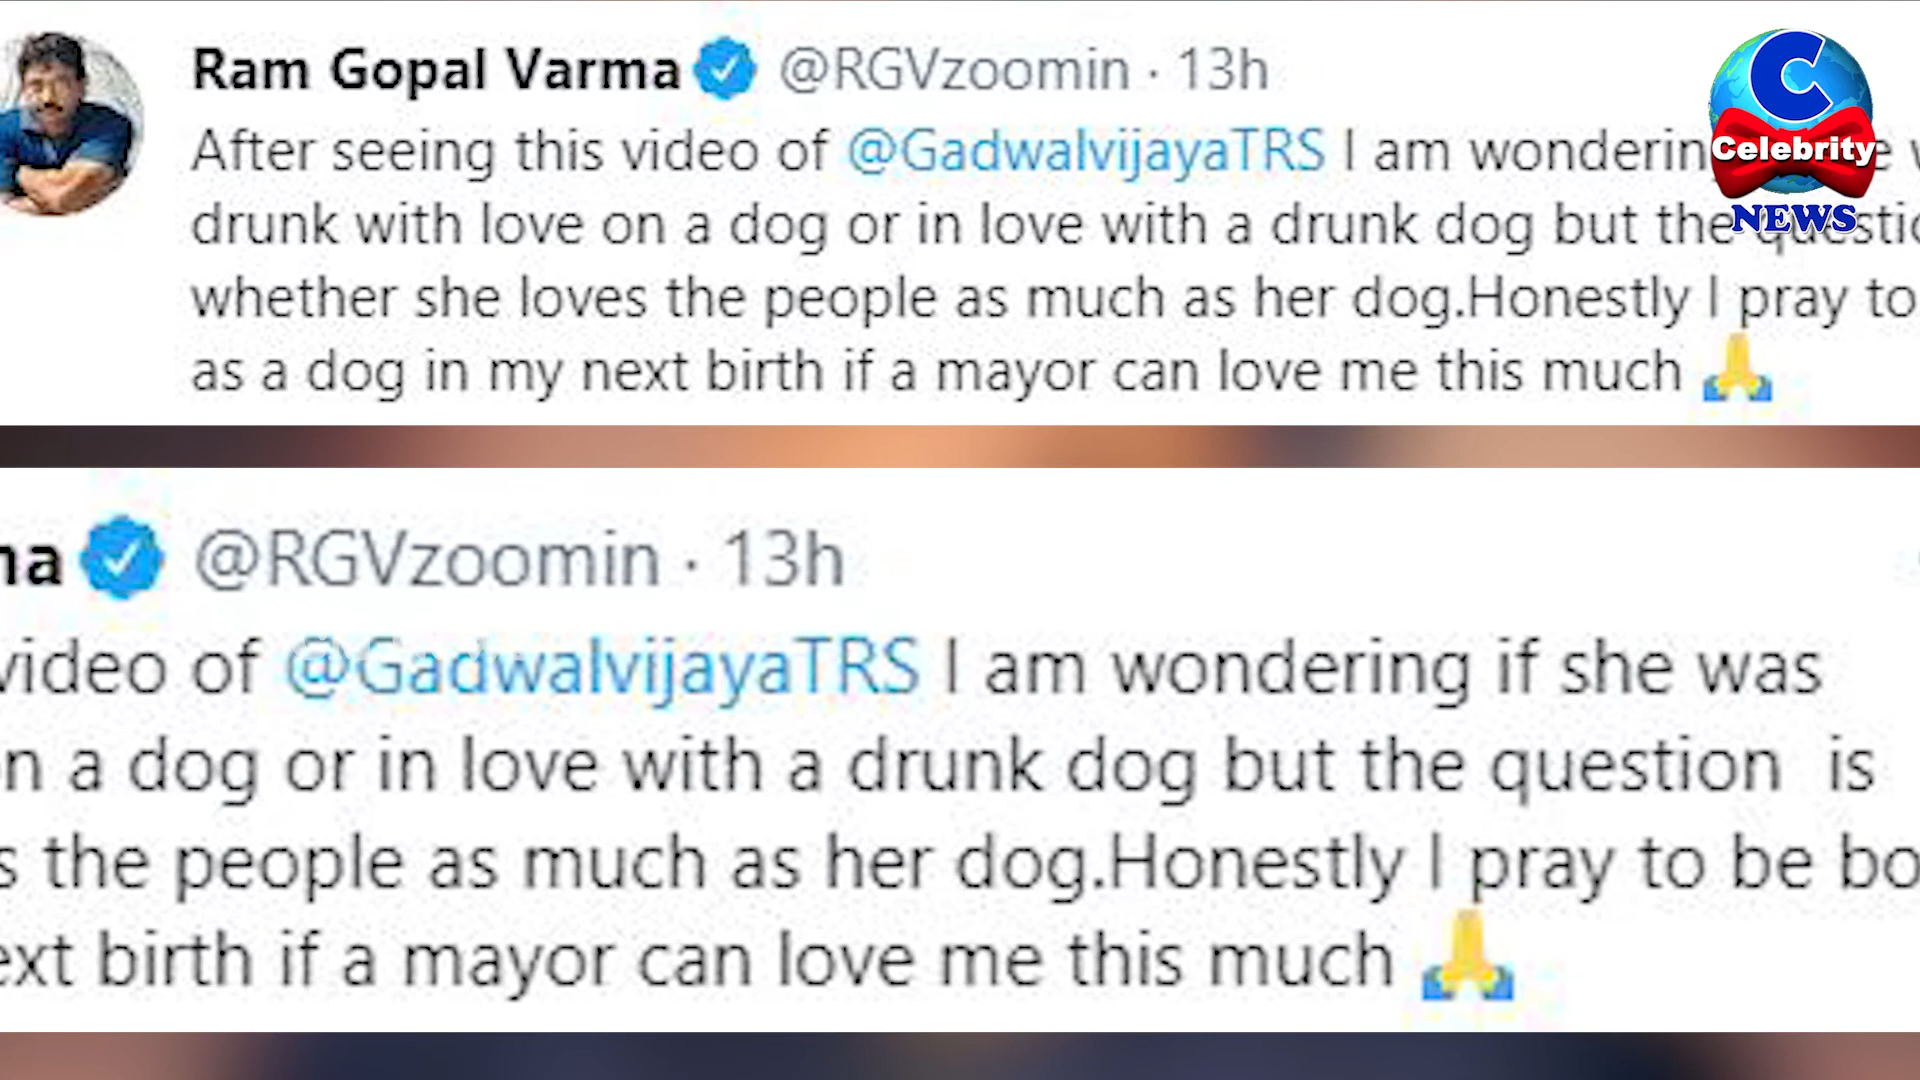 Ram Gopal Varma @RGVzoomin · 13h
After seeing this video of @GadwalvijayaTRS I am wonderin
drunk with love on a dog or in love with a drunk dog but the questio
whether she loves the people as much as her dog.Honestly I pray to
as a dog in my next birth if a mayor can love me this much 🙏
C
Celebrity
NEWS
na @RGVzoomin · 13h
video of @GadwalvijayaTRS I am wondering if she was
on a dog or in love with a drunk dog but the question is
s the people as much as her dog.Honestly I pray to be bo
ext birth if a mayor can love me this much 🙏